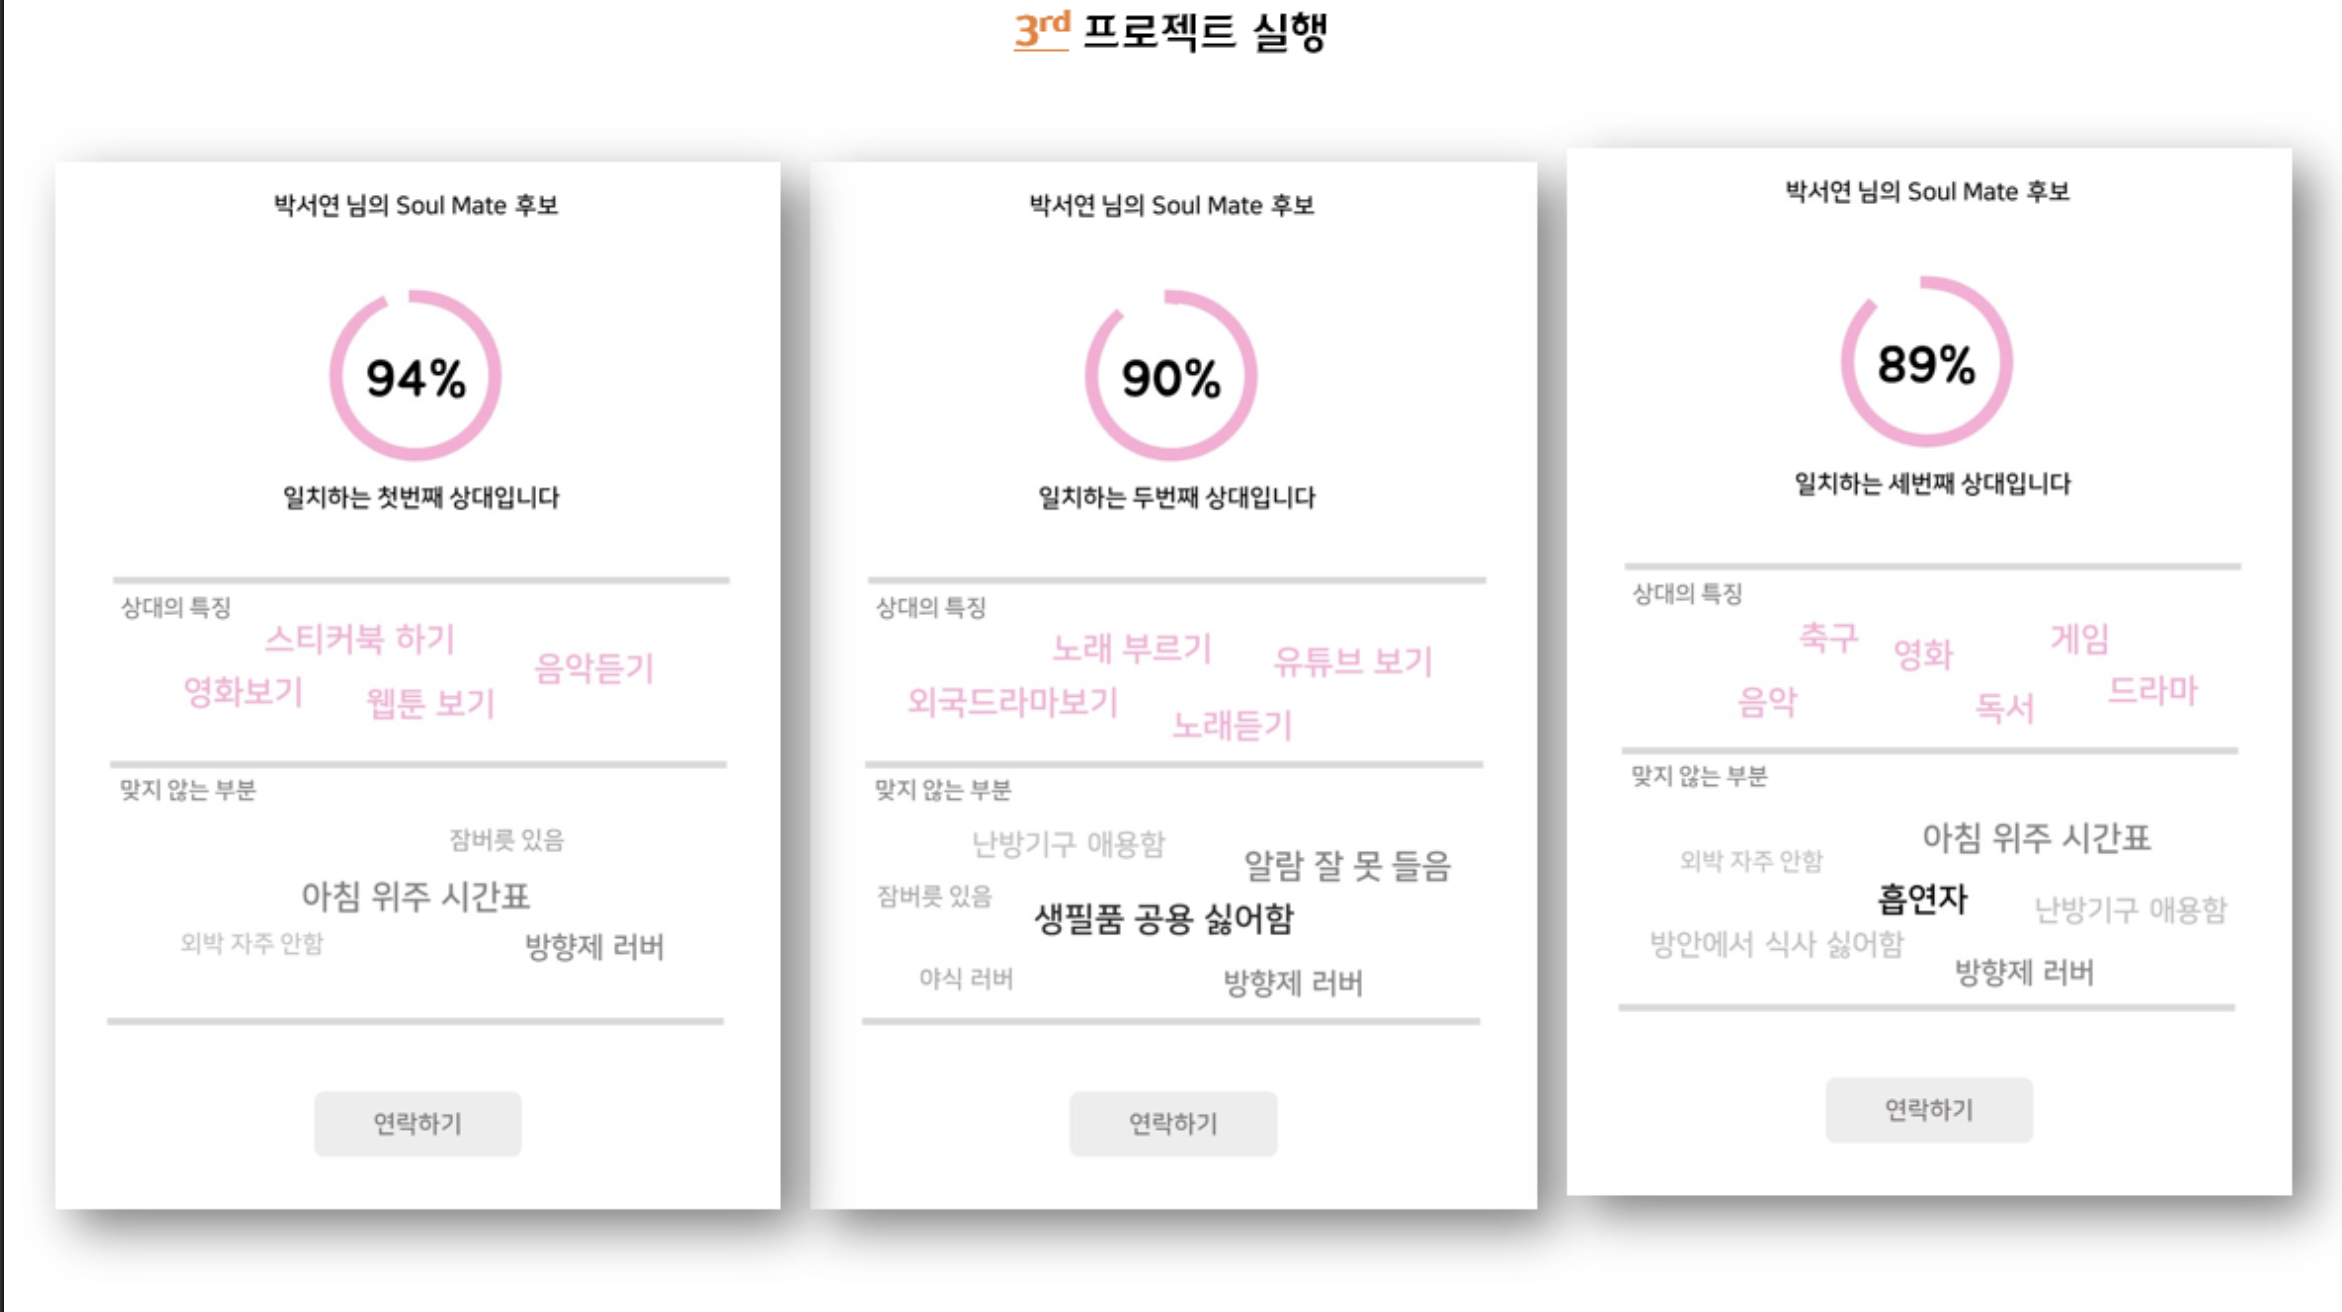 3rd 프로젝트 실행
박서연 님의 Soul Mate 후보
94%
일치하는 첫번째 상대입니다
상대의 특징
스티커북 하기
음악듣기
영화보기
웹툰 보기
맞지 않는 부분
잠버릇 있음
아침 위주 시간표
외박 자주 안함
방향제 러버
연락하기
박서연 님의 Soul Mate 후보
90%
일치하는 두번째 상대입니다
상대의 특징
노래 부르기
유튜브 보기
외국드라마보기
노래듣기
맞지 않는 부분
난방기구 애용함
알람 잘 못 들음
잠버릇 있음
생필품 공용 싫어함
야식 러버
방향제 러버
연락하기
박서연 님의 Soul Mate 후보
89%
일치하는 세번째 상대입니다
상대의 특징
축구
영화
게임
음악
독서
드라마
맞지 않는 부분
아침 위주 시간표
외박 자주 안함
흡연자
난방기구 애용함
방안에서 식사 싫어함
방향제 러버
연락하기